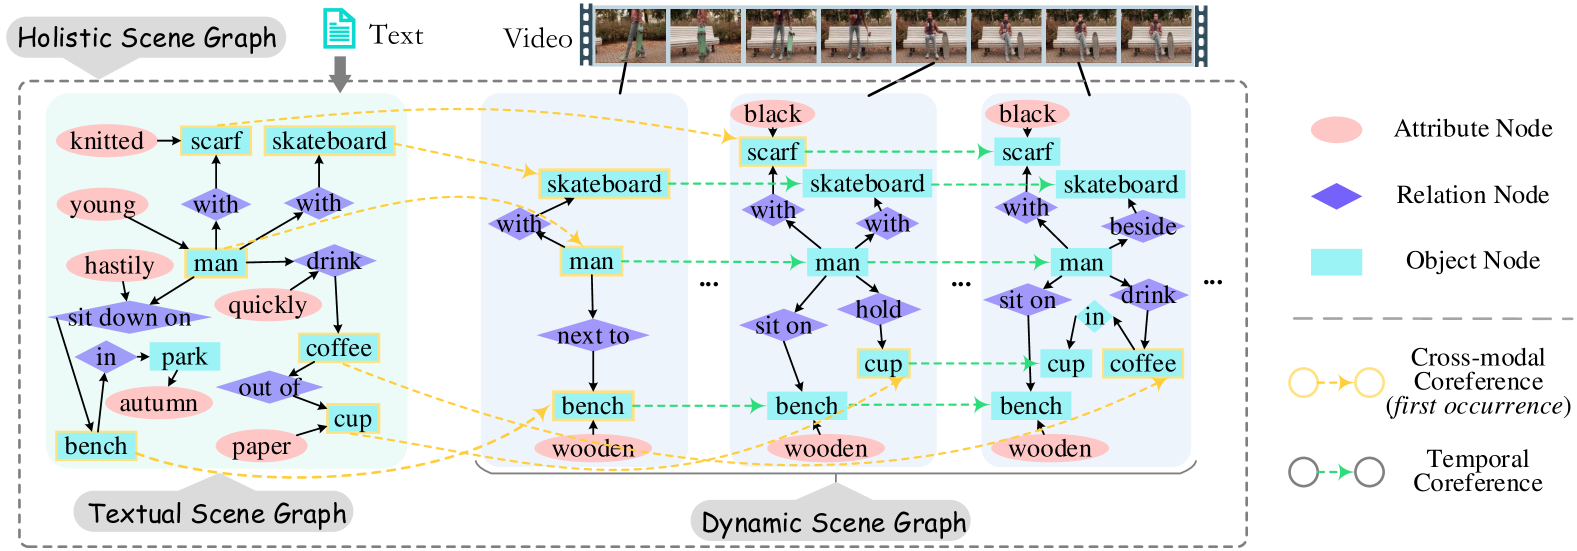 Holistic Scene Graph
Text
Video
knitted
scarf
skateboard
young
with
with
hastily
man
drink
quickly
sit down on
in
park
coffee
autumn
out of
bench
paper
cup
Textual Scene Graph
skateboard
with
man
next to
bench
wooden
...
black
scarf
skateboard
with
with
man
sit on
hold
cup
bench
wooden
...
black
scarf
skateboard
with
beside
man
sit on
drink
in
cup
coffee
bench
wooden
...
Dynamic Scene Graph
Attribute Node
Relation Node
Object Node
Cross-modal
Coreference
(first occurrence)
Temporal
Coreference